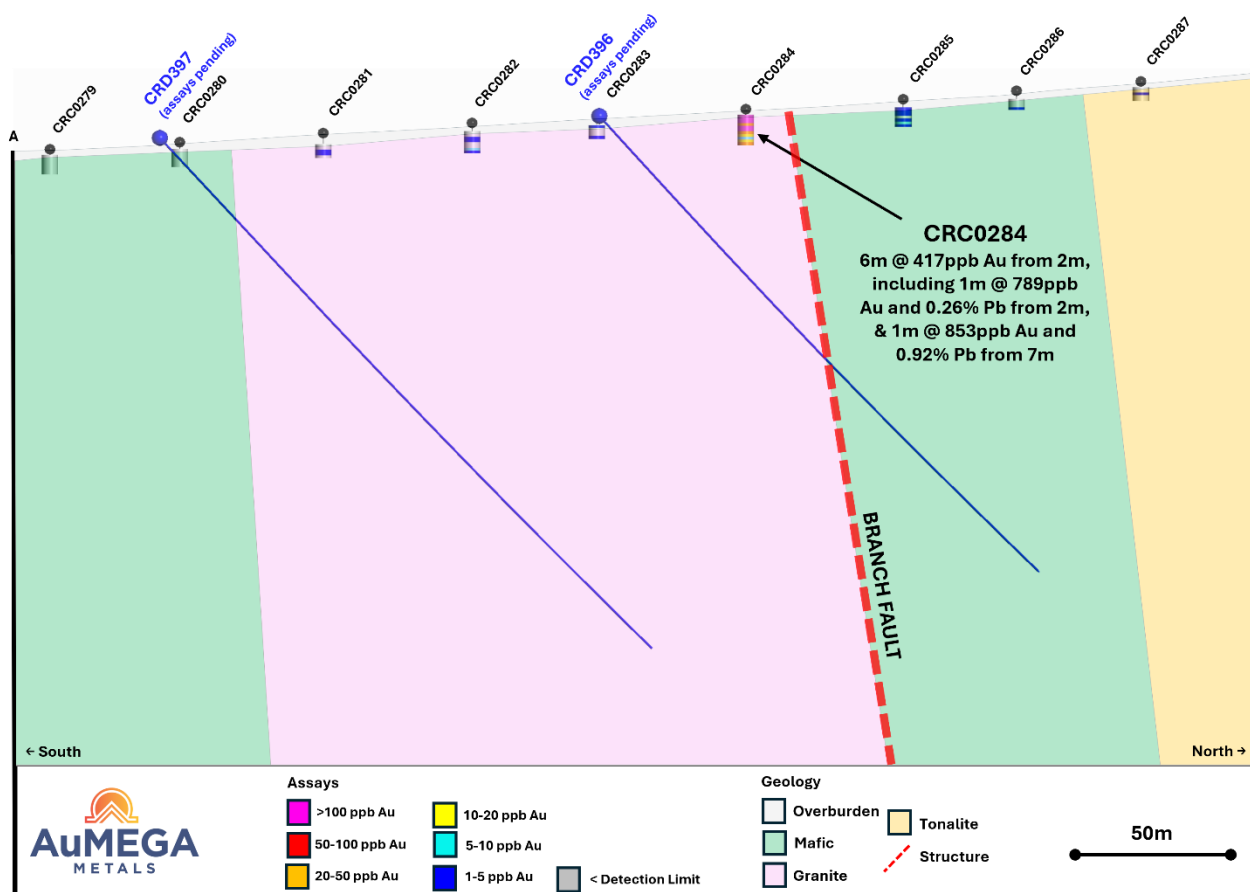 CRC0279
CRD397
(assays pending)
CRC0280
CRC0281
CRC0282
CRD396
(assays pending)
CRC0283
CRC0284
CRC0285
CRC0286
CRC0287
A
CRC0284
6m @ 417ppb Au from 2m,
including 1m @ 789ppb
Au and 0.26% Pb from 2m,
& 1m @ 853ppb Au and
0.92% Pb from 7m
BRANCH FAULT
← South
North →
AuMEGA
METALS
Assays
>100 ppb Au
50-100 ppb Au
20-50 ppb Au
10-20 ppb Au
5-10 ppb Au
1-5 ppb Au
< Detection Limit
Geology
Overburden
Mafic
Granite
Tonalite
Structure
50m